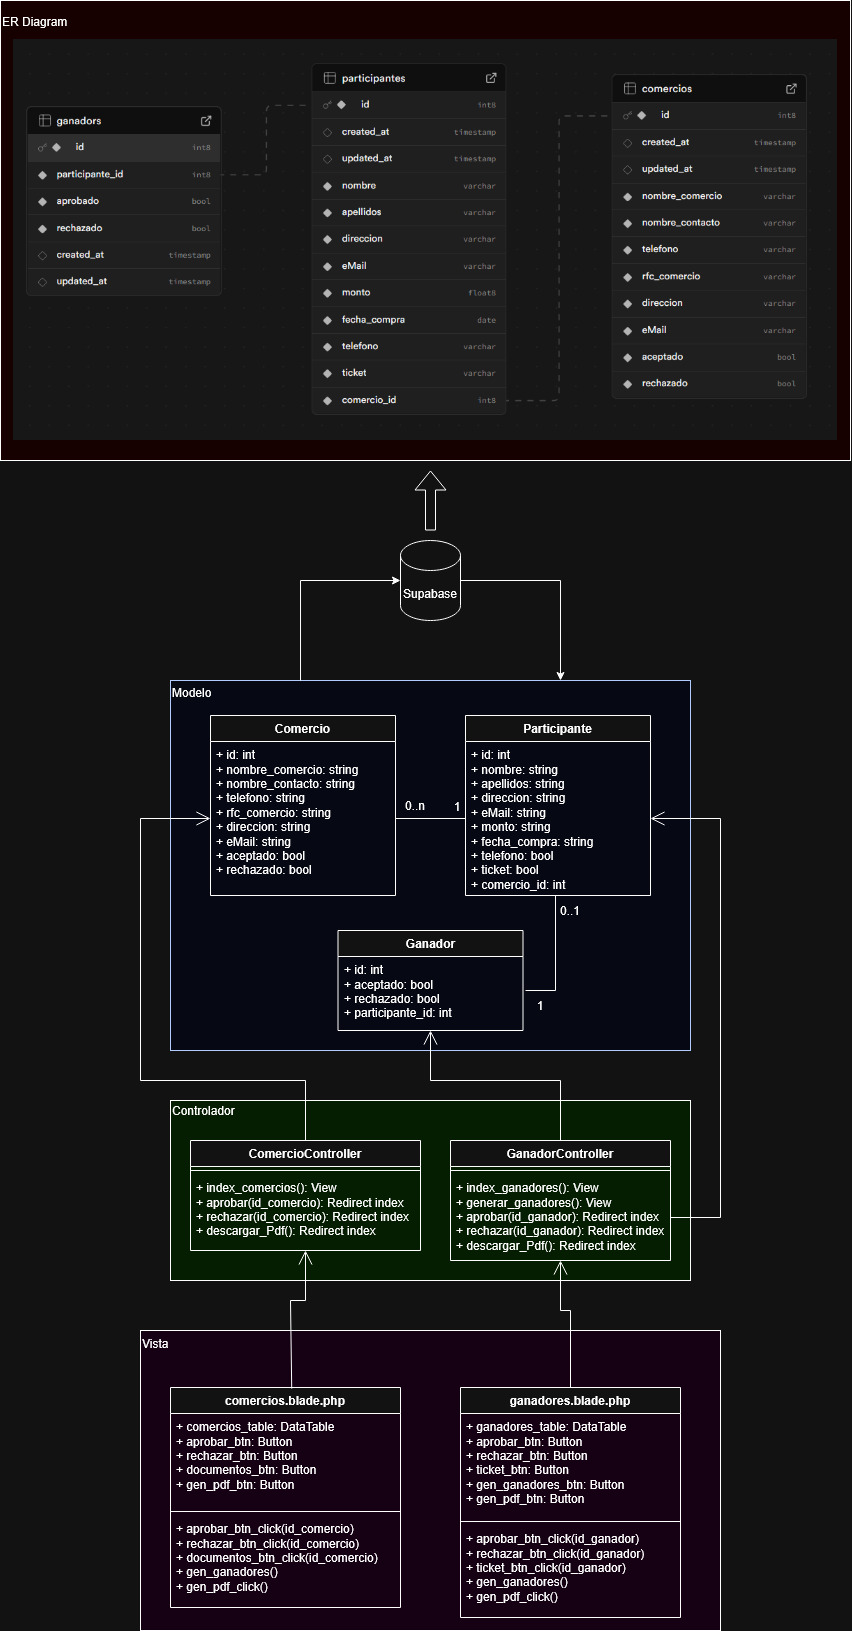 ER Diagram
ganadors
id int8
participante_id int8
aprobado bool
rechazado bool
created_at timestamp
updated_at timestamp
participantes
id int8
created_at timestamp
updated_at timestamp
nombre varchar
apellidos varchar
direccion varchar
eMail varchar
monto float8
fecha_compra date
telefono varchar
ticket varchar
comercio_id int8
comercios
id int8
created_at timestamp
updated_at timestamp
nombre_comercio varchar
nombre_contacto varchar
telefono varchar
rfc_comercio varchar
direccion varchar
eMail varchar
aceptado bool
rechazado bool
Supabase
Modelo
Comercio
+ id: int
+ nombre_comercio: string
+ nombre_contacto: string
+ telefono: string
+ rfc_comercio: string
+ direccion: string
+ eMail: string
+ aceptado: bool
+ rechazado: bool
0..n
1
Participante
+ id: int
+ nombre: string
+ apellidos: string
+ direccion: string
+ eMail: string
+ monto: string
+ fecha_compra: string
+ telefono: bool
+ ticket: bool
+ comercio_id: int
0..1
Ganador
+ id: int
+ aceptado: bool
+ rechazado: bool
+ participante_id: int
1
Controlador
ComercioController
+ index_comercios(): View
+ aprobar(id_comercio): Redirect index
+ rechazar(id_comercio): Redirect index
+ descargar_Pdf(): Redirect index
GanadorController
+ index_ganadores(): View
+ generar_ganadores(): View
+ aprobar(id_ganador): Redirect index
+ rechazar(id_ganador): Redirect index
+ descargar_Pdf(): Redirect index
Vista
comercios.blade.php
+ comercios_table: DataTable
+ aprobar_btn: Button
+ rechazar_btn: Button
+ documentos_btn: Button
+ gen_pdf_btn: Button
+ aprobar_btn_click(id_comercio)
+ rechazar_btn_click(id_comercio)
+ documentos_btn_click(id_comercio)
+ gen_ganadores()
+ gen_pdf_click()
ganadores.blade.php
+ ganadores_table: DataTable
+ aprobar_btn: Button
+ rechazar_btn: Button
+ ticket_btn: Button
+ gen_ganadores_btn: Button
+ gen_pdf_btn: Button
+ aprobar_btn_click(id_ganador)
+ rechazar_btn_click(id_ganador)
+ ticket_btn_click(id_ganador)
+ gen_ganadores()
+ gen_pdf_click()